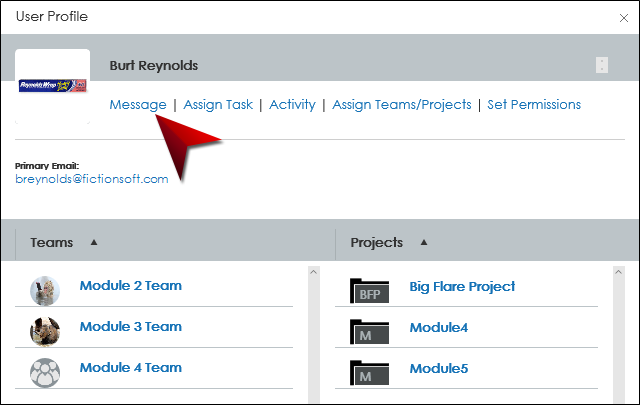 User Profile
Burt Reynolds
Reynolds Wrap
Message | Assign Task | Activity | Assign Teams/Projects | Set Permissions
Primary Email:
breynolds@fictionsoft.com
Teams
Projects
Module 2 Team
BFP
Big Flare Project
Module 3 Team
M
Module4
Module 4 Team
M
Module5